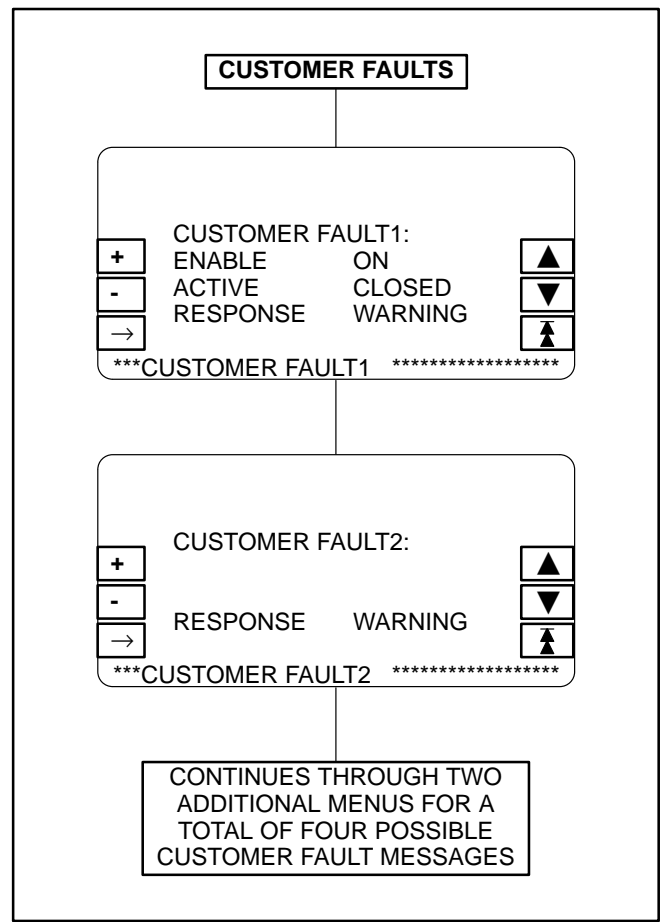 CUSTOMER FAULTS
CUSTOMER FAULT1:
+ ENABLE ON ▲
- ACTIVE CLOSED ▼
→ RESPONSE WARNING
***CUSTOMER FAULT1 ******************
CUSTOMER FAULT2:
+ ▲
- ▼
→ RESPONSE WARNING
***CUSTOMER FAULT2 ******************
CONTINUES THROUGH TWO
ADDITIONAL MENUS FOR A
TOTAL OF FOUR POSSIBLE
CUSTOMER FAULT MESSAGES